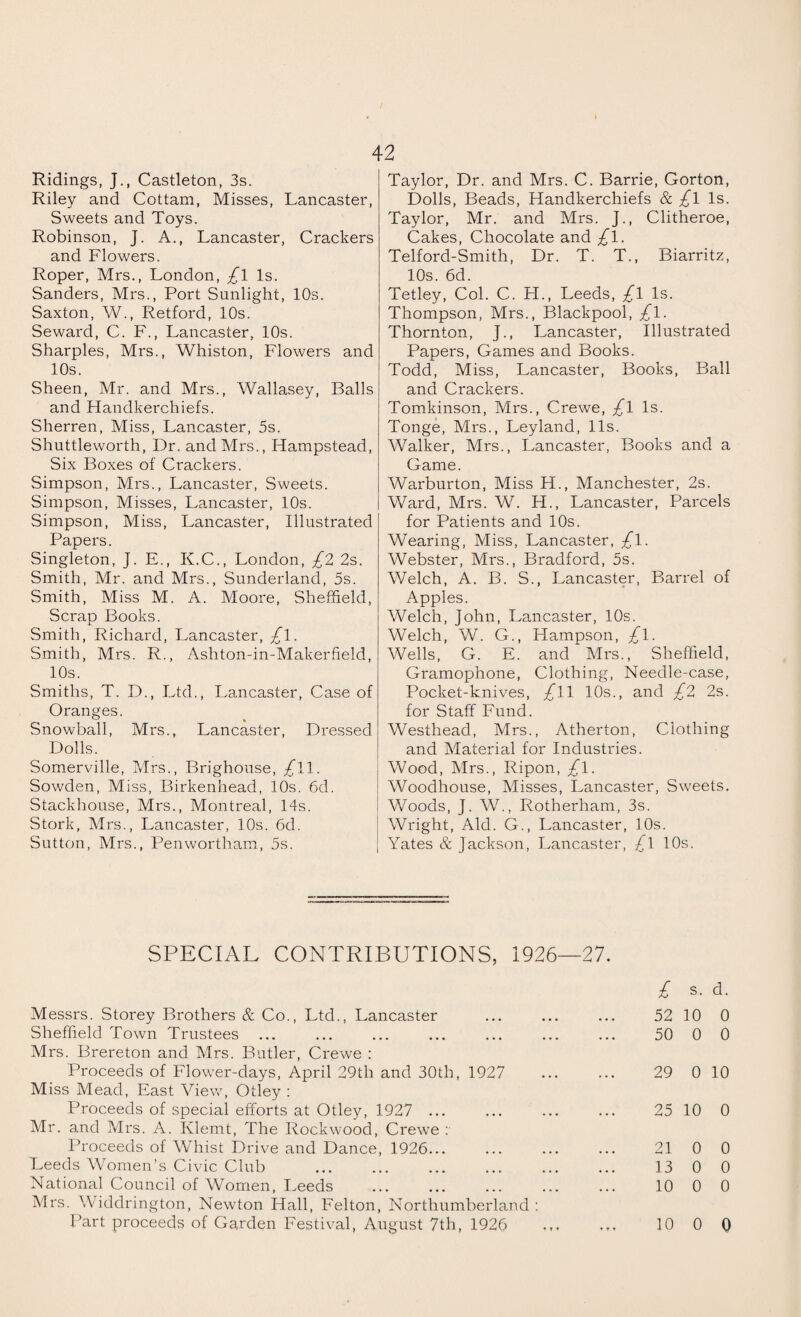 42
Ridings, J., Castleton, 3s.
Riley and Cottam, Misses, Lancaster,
Sweets and Toys.
Robinson, J. A., Lancaster, Crackers
and Flowers.
Roper, Mrs., London, £1 1s.
Sanders, Mrs., Port Sunlight, 10s.
Saxton, W., Retford, 10s.
Seward, C. F., Lancaster, 10s.
Sharples, Mrs., Whiston, Flowers and
10s.
Sheen, Mr. and Mrs., Wallasey, Balls
and Handkerchiefs.
Sherren, Miss, Lancaster, 5s.
Shuttleworth, Dr. and Mrs., Hampstead,
Six Boxes of Crackers.
Simpson, Mrs., Lancaster, Sweets.
Simpson, Misses, Lancaster, 10s.
Simpson, Miss, Lancaster, Illustrated
Papers.
Singleton, J. E., K.C., London, £2 2s.
Smith, Mr. and Mrs., Sunderland, 5s.
Smith, Miss M. A. Moore, Sheffield,
Scrap Books.
Smith, Richard, Lancaster, £1.
Smith, Mrs. R., Ashton-in-Makerfield,
10s.
Smiths, T. D., Ltd., Lancaster, Case of
Oranges.
Snowball, Mrs., Lancaster, Dressed
Dolls.
Somerville, Mrs., Brighouse, £11.
Sowden, Miss, Birkenhead, 10s. 6d.
Stackhouse, Mrs., Montreal, 14s.
Stork, Mrs., Lancaster, 10s. 6d.
Sutton, Mrs., Penwortham, 5s.
Taylor, Dr. and Mrs. C. Barrie, Gorton,
Dolls, Beads, Handkerchiefs & £1 1s.
Taylor, Mr. and Mrs. J., Clitheroe,
Cakes, Chocolate and £1.
Telford-Smith, Dr. T. T., Biarritz,
10s. 6d.
Tetley, Col. C. H., Leeds, £1 1s.
Thompson, Mrs., Blackpool, £1.
Thornton, J., Lancaster, Illustrated
Papers, Games and Books.
Todd, Miss, Lancaster, Books, Ball
and Crackers.
Tomkinson, Mrs., Crewe, £1 1s.
Tonge, Mrs., Leyland, 11s.
Walker, Mrs., Lancaster, Books and a
Game.
Warburton, Miss H., Manchester, 2s.
Ward, Mrs. W. H., Lancaster, Parcels
for Patients and 10s.
Wearing, Miss, Lancaster, £1.
Webster, Mrs., Bradford, 5s.
Welch, A. B. S., Lancaster, Barrel of
Apples.
Welch, John, Lancaster, 10s.
Welch, W. G., Hampson, £1.
Wells, G. E. and Mrs., Sheffield,
Gramophone, Clothing, Needle-case,
Pocket-knives, £11 10s., and £2 2s.
for Staff Fund.
Westhead, Mrs., Atherton, Clothing
and Material for Industries.
Wood, Mrs., Ripon, £1.
Woodhouse, Misses, Lancaster, Sweets.
Woods, J. W., Rotherham, 3s.
Wright, Ald. G., Lancaster, 10s.
Yates & Jackson, Lancaster, £1 10s.
SPECIAL CONTRIBUTIONS, 1926—27.
£ s. d.
Messrs. Storey Brothers & Co., Ltd., Lancaster ... ... ... 52 10 0
Sheffield Town Trustees ... ... ... ... ... ... ... 50 0 0
Mrs. Brereton and Mrs. Butler, Crewe :
Proceeds of Flower-days, April 29th and 30th, 1927 ... ... 29 0 10
Miss Mead, East View, Otley :
Proceeds of special efforts at Otley, 1927 ... ... ... ... 25 10 0
Mr. and Mrs. A. Klemt, The Rockwood, Crewe :
Proceeds of Whist Drive and Dance, 1926... ... ... ... 21 0 0
Leeds Women's Civic Club ... ... ... ... ... ... 13 0 0
National Council of Women, Leeds ... ... ... ... ... 10 0 0
Mrs. Widdrington, Newton Hall, Felton, Northumberland :
Part proceeds of Garden Festival, August 7th, 1926 ... ... 10 0 0